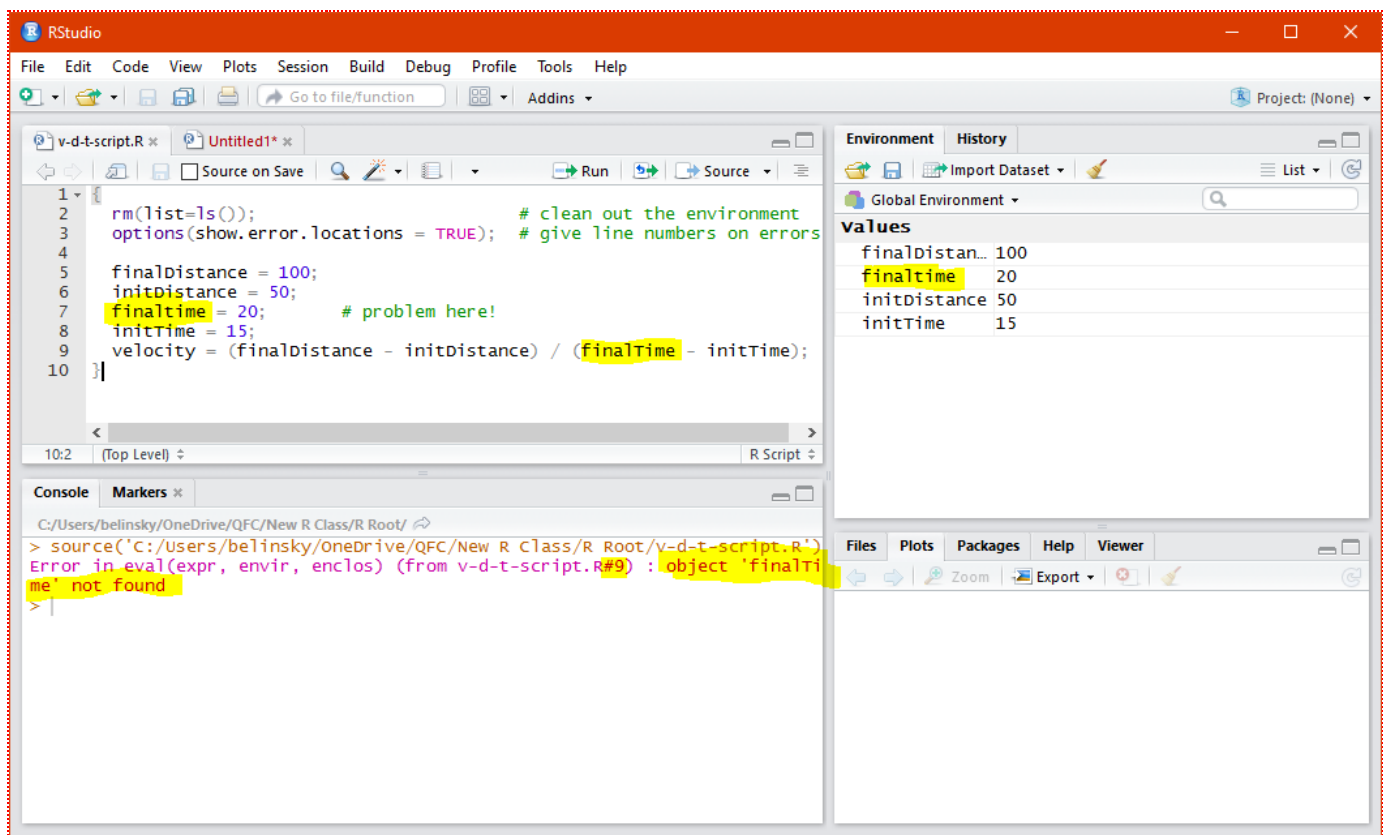 RStudio
File Edit Code View Plots Session Build Debug Profile Tools Help
Go to file/function Addins Project: (None)
v-d-t-script.R Untitled1*
Source on Save Run Source
1 {
2 rm(list=ls()); # clean out the environment
3 options(show.error.locations = TRUE); # give line numbers on errors
4
5 finalDistance = 100;
6 initDistance = 50;
7 finaltime = 20; # problem here!
8 initTime = 15;
9 velocity = (finalDistance - initDistance) / (finalTime - initTime);
10 }
10:2 (Top Level) R Script
Console Markers
C:/Users/belinsky/OneDrive/QFC/New R Class/R Root/
> source('C:/Users/belinsky/OneDrive/QFC/New R Class/R Root/v-d-t-script.R')
Error in eval(expr, envir, enclos) (from v-d-t-script.R#9) : object 'finalTi
me' not found
>
Environment History
Import Dataset List
Global Environment
Values
finalDistan… 100
finaltime 20
initDistance 50
initTime 15
Files Plots Packages Help Viewer
Zoom Export